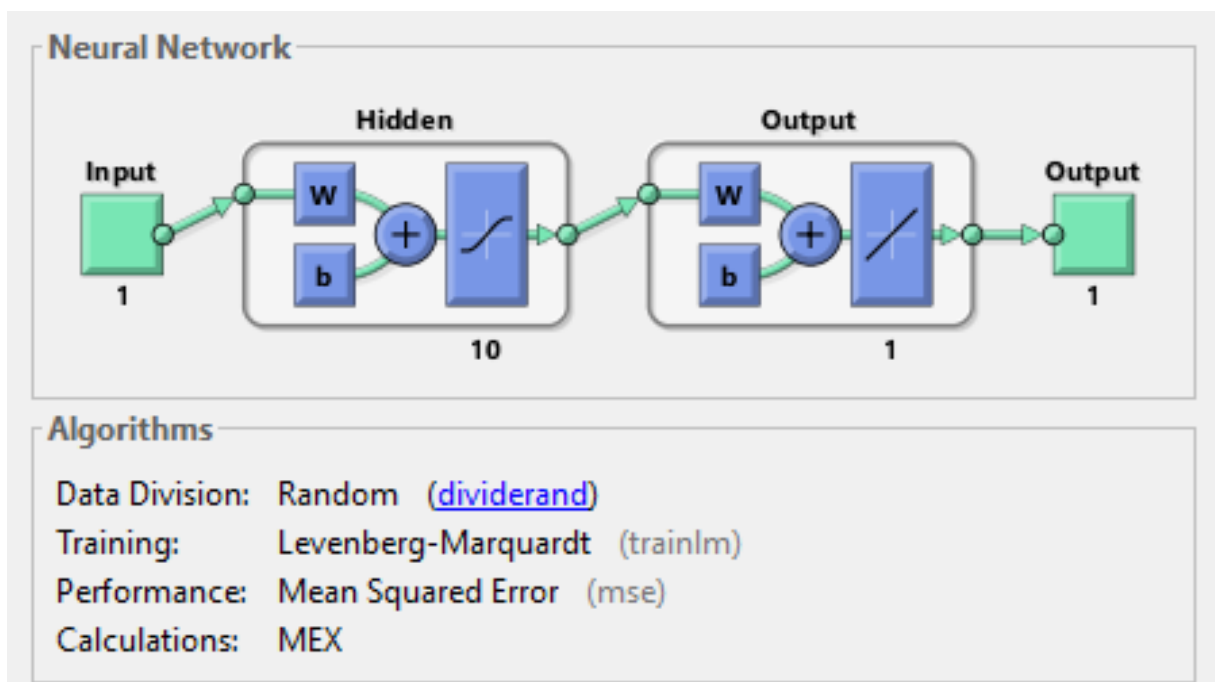 Neural Network
Hidden
Output
Input
W
W
Output
+
+
b
b
1
1
10
1
Algorithms
Data Division: Random (dividerand)
Training: Levenberg-Marquardt (trainlm)
Performance: Mean Squared Error (mse)
Calculations: MEX